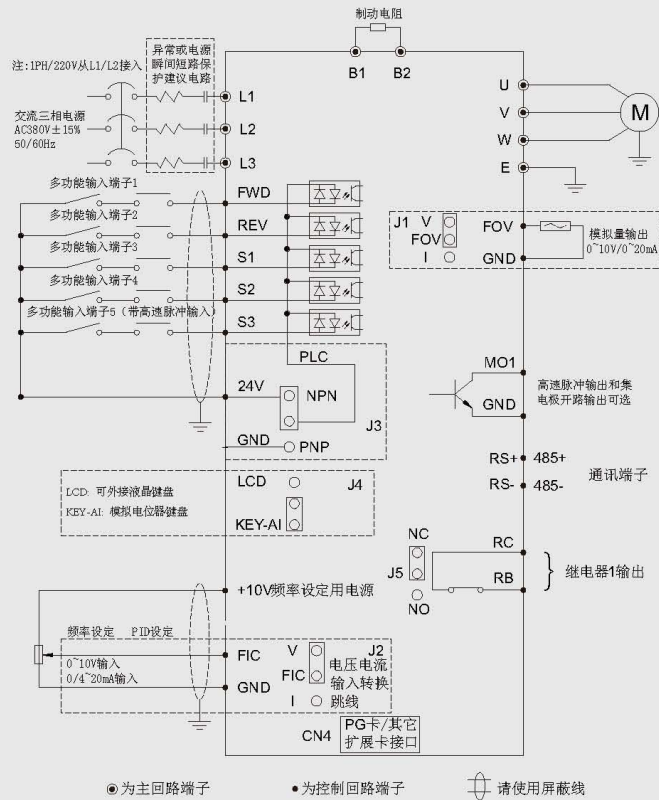 制动电阻
B1 B2
异常或电源
瞬间短路保
护建议电路
注:1PH/220V从L1/L2接入
交流三相电源
AC380V±15%
50/60Hz
L1
L2
L3
U
V
W
E
M
多功能输入端子1
FWD
多功能输入端子2
REV
多功能输入端子3
S1
多功能输入端子4
S2
多功能输入端子5(带高速脉冲输入)
S3
J1 V
FOV
I
FOV
GND
模拟量输出
0~10V/0~20mA
PLC
24V
NPN
J3
GND
PNP
MO1
GND
高速脉冲输出和集
电极开路输出可选
RS+ 485+
RS- 485-
通讯端子
LCD J4
LCD: 可外接液晶键盘
KEY-AI: 模拟电位器键盘
KEY-AI
NC
J5
NO
RC
RB
继电器1输出
+10V频率设定用电源
频率设定 PID设定
0~10V输入
0/4~20mA输入
FIC
GND
V J2
FIC
I
电压电流
输入转换
跳线
CN4
PG卡/其它
扩展卡接口
为主回路端子
为控制回路端子
请使用屏蔽线